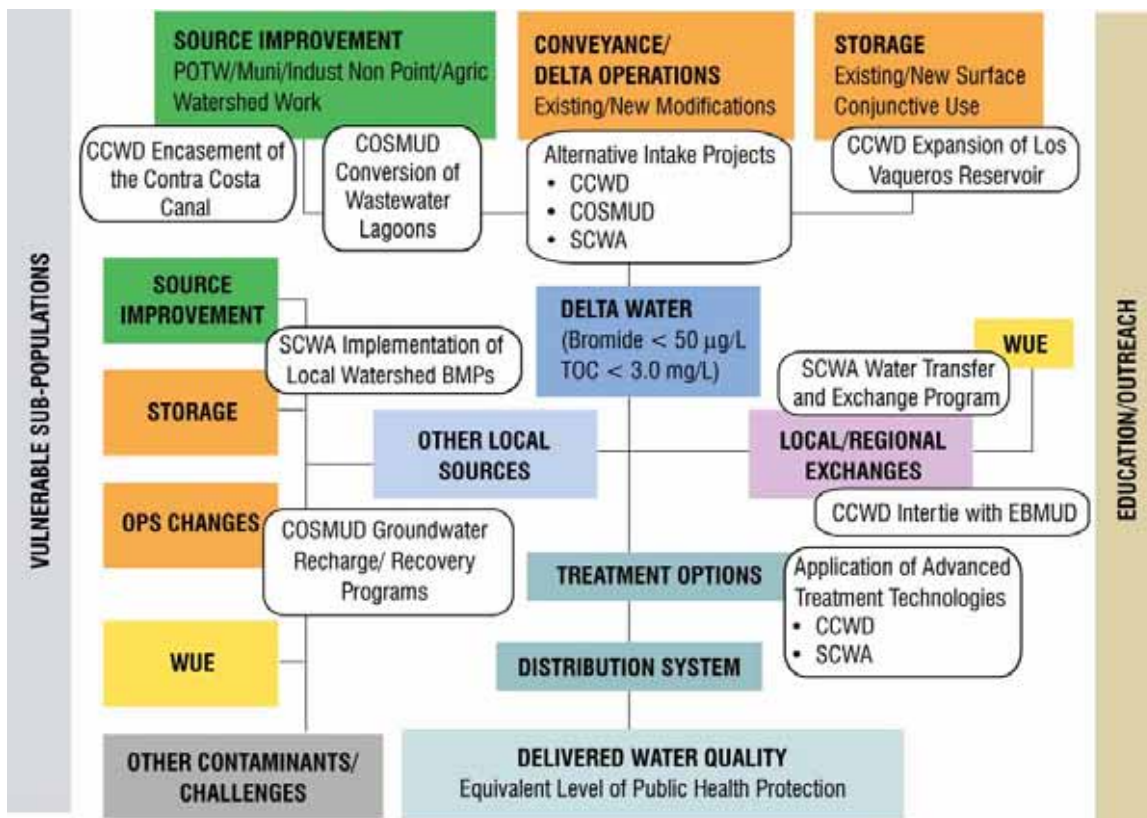 SOURCE IMPROVEMENT
POTW/Muni/Indust Non Point/Agric
Watershed Work
CONVEYANCE/
DELTA OPERATIONS
Existing/New Modifications
STORAGE
Existing/New Surface
Conjunctive Use
CCWD Encasement of
the Contra Costa
Canal
COSMUD
Conversion of
Wastewater
Lagoons
Alternative Intake Projects
• CCWD
• COSMUD
• SCWA
CCWD Expansion of Los
Vaqueros Reservoir
VULNERABLE SUB-POPULATIONS
EDUCATION/OUTREACH
SOURCE
IMPROVEMENT
DELTA WATER
(Bromide < 50 µg/L
TOC < 3.0 mg/L)
WUE
SCWA Implementation of
Local Watershed BMPs
SCWA Water Transfer
and Exchange Program
STORAGE
OTHER LOCAL
SOURCES
LOCAL/REGIONAL
EXCHANGES
CCWD Intertie with EBMUD
OPS CHANGES
COSMUD Groundwater
Recharge/ Recovery
Programs
TREATMENT OPTIONS
Application of Advanced
Treatment Technologies
• CCWD
• SCWA
WUE
DISTRIBUTION SYSTEM
OTHER CONTAMINANTS/
CHALLENGES
DELIVERED WATER QUALITY
Equivalent Level of Public Health Protection